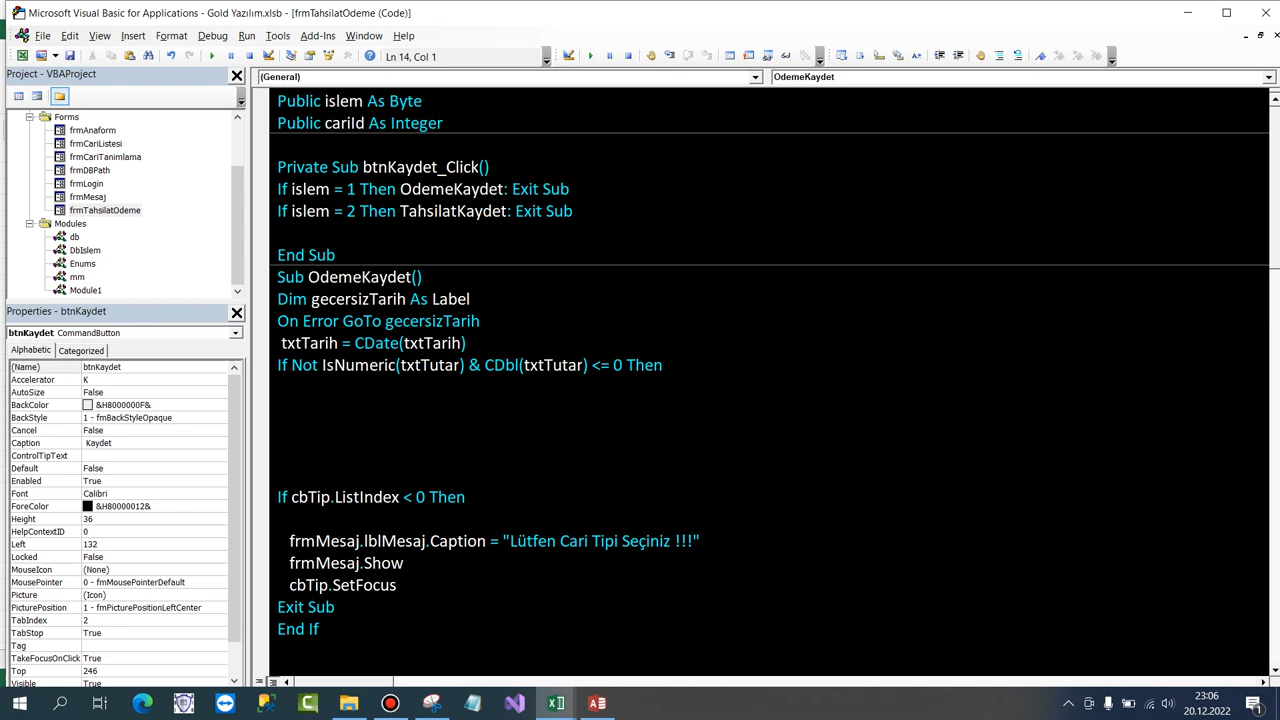 Microsoft Visual Basic for Applications - Gold Yazılım.xlsb - [frmTahsilatOdeme (Code)]
File Edit View Insert Format Debug Run Tools Add-Ins Window Help
Ln 14, Col 1
Project - VBAProject
(General)
OdemeKaydet
Forms
frmAnaform
frmCariListesi
frmCariTanimlama
frmDBPath
frmLogin
frmMesaj
frmTahsilatOdeme
Modules
db
DbIslem
Enums
mm
Module1
Properties - btnKaydet
btnKaydet CommandButton
Alphabetic Categorized
(Name) btnKaydet
Accelerator K
AutoSize False
BackColor &H8000000F&
BackStyle 1 - fmBackStyleOpaque
Cancel False
Caption Kaydet
ControlTipText
Default False
Enabled True
Font Calibri
ForeColor &H80000012&
Height 36
HelpContextID 0
Left 132
Locked False
MouseIcon (None)
MousePointer 0 - fmMousePointerDefault
Picture (Icon)
PicturePosition 1 - fmPicturePositionLeftCenter
TabIndex 2
TabStop True
Tag
TakeFocusOnClick True
Top 246
Visible True
Public islem As Byte
Public cariId As Integer
Private Sub btnKaydet_Click()
If islem = 1 Then OdemeKaydet: Exit Sub
If islem = 2 Then TahsilatKaydet: Exit Sub
End Sub
Sub OdemeKaydet()
Dim gecersizTarih As Label
On Error GoTo gecersizTarih
txtTarih = CDate(txtTarih)
If Not IsNumeric(txtTutar) & CDbl(txtTutar) <= 0 Then
If cbTip.ListIndex < 0 Then
frmMesaj.lblMesaj.Caption = "Lütfen Cari Tipi Seçiniz !!!"
frmMesaj.Show
cbTip.SetFocus
Exit Sub
End If
23:06
20.12.2022